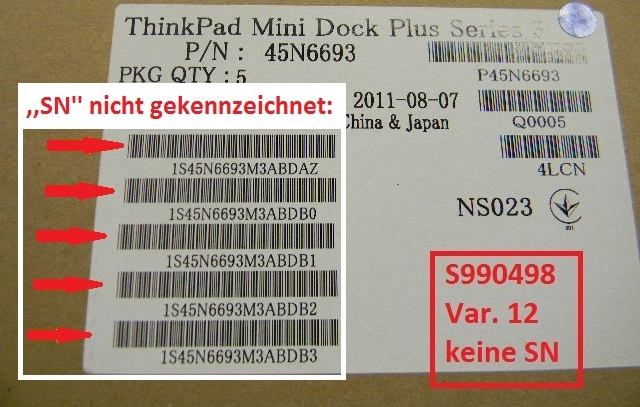 ThinkPad Mini Dock Plus Series 3
P/N : 45N6693
P45N6693
PKG QTY : 5
2011-08-07
Q0005
China & Japan
4LCN
NS023
,,SN" nicht gekennzeichnet:
1S45N6693M3ABDAZ
1S45N6693M3ABDB0
1S45N6693M3ABDB1
1S45N6693M3ABDB2
1S45N6693M3ABDB3
S990498
Var. 12
keine SN